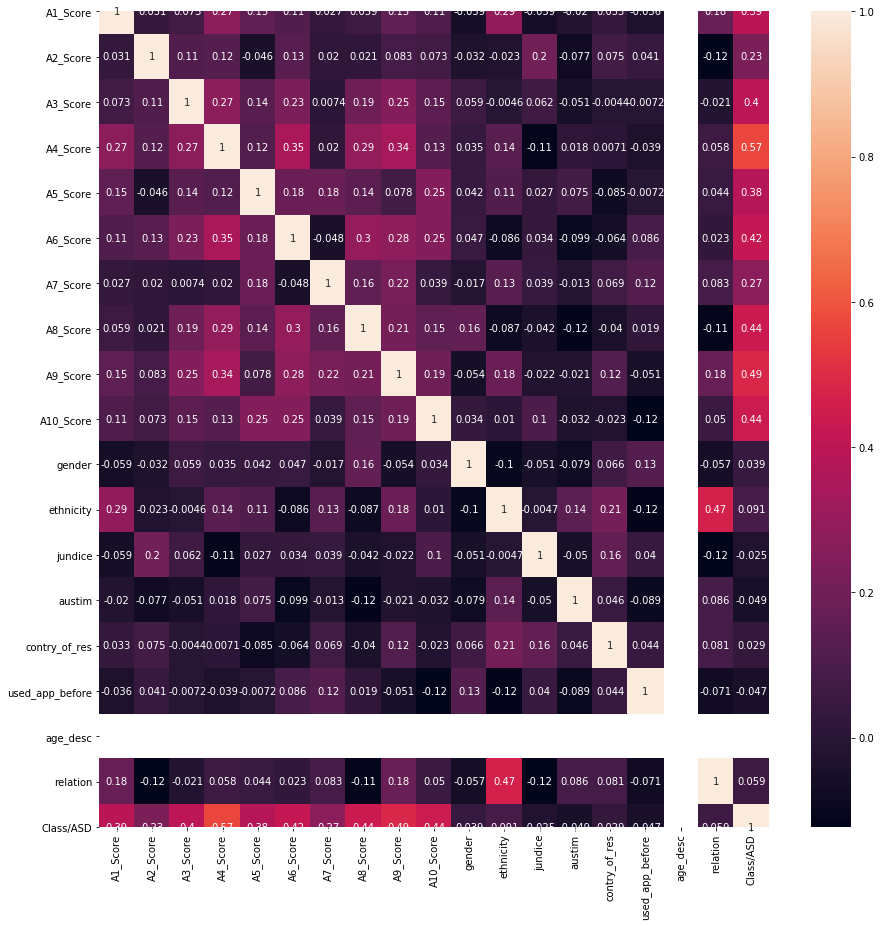 A1_Score 1 0.031 0.073 0.27 0.15 0.11 0.027 0.059 0.15 0.11 -0.059 0.29 -0.059 -0.02 0.033 -0.036 0.18 0.39
A2_Score 0.031 1 0.11 0.12 -0.046 0.13 0.02 0.021 0.083 0.073 -0.032 -0.023 0.2 -0.077 0.075 0.041 -0.12 0.23
A3_Score 0.073 0.11 1 0.27 0.14 0.23 0.0074 0.19 0.25 0.15 0.059 -0.0046 0.062 -0.051 -0.0044 -0.0072 -0.021 0.4
A4_Score 0.27 0.12 0.27 1 0.12 0.35 0.02 0.29 0.34 0.13 0.035 0.14 -0.11 0.018 0.0071 -0.039 0.058 0.57
A5_Score 0.15 -0.046 0.14 0.12 1 0.18 0.18 0.14 0.078 0.25 0.042 0.11 0.027 0.075 -0.085 -0.0072 0.044 0.38
A6_Score 0.11 0.13 0.23 0.35 0.18 1 -0.048 0.3 0.28 0.25 0.047 -0.086 0.034 -0.099 -0.064 0.086 0.023 0.42
A7_Score 0.027 0.02 0.0074 0.02 0.18 -0.048 1 0.16 0.22 0.039 -0.017 0.13 0.039 -0.013 0.069 0.12 0.083 0.27
A8_Score 0.059 0.021 0.19 0.29 0.14 0.3 0.16 1 0.21 0.15 0.16 -0.087 -0.042 -0.12 -0.04 0.019 -0.11 0.44
A9_Score 0.15 0.083 0.25 0.34 0.078 0.28 0.22 0.21 1 0.19 -0.054 0.18 -0.022 -0.021 0.12 -0.051 0.18 0.49
A10_Score 0.11 0.073 0.15 0.13 0.25 0.25 0.039 0.15 0.19 1 0.034 0.01 0.1 -0.032 -0.023 -0.12 0.05 0.44
gender -0.059 -0.032 0.059 0.035 0.042 0.047 -0.017 0.16 -0.054 0.034 1 -0.1 -0.051 -0.079 0.066 0.13 -0.057 0.039
ethnicity 0.29 -0.023 -0.0046 0.14 0.11 -0.086 0.13 -0.087 0.18 0.01 -0.1 1 -0.0047 0.14 0.21 -0.12 0.47 0.091
jundice -0.059 0.2 0.062 -0.11 0.027 0.034 0.039 -0.042 -0.022 0.1 -0.051 -0.0047 1 -0.05 0.16 0.04 -0.12 -0.025
austim -0.02 -0.077 -0.051 0.018 0.075 -0.099 -0.013 -0.12 -0.021 -0.032 -0.079 0.14 -0.05 1 0.046 -0.089 0.086 -0.049
contry_of_res 0.033 0.075 -0.0044 0.0071 -0.085 -0.064 0.069 -0.04 0.12 -0.023 0.066 0.21 0.16 0.046 1 0.044 0.081 0.029
used_app_before -0.036 0.041 -0.0072 -0.039 -0.0072 0.086 0.12 0.019 -0.051 -0.12 0.13 -0.12 0.04 -0.089 0.044 1 -0.071 -0.047
age_desc
relation 0.18 -0.12 -0.021 0.058 0.044 0.023 0.083 -0.11 0.18 0.05 -0.057 0.47 -0.12 0.086 0.081 -0.071 1 0.059
Class/ASD 0.39 0.23 0.4 0.57 0.38 0.42 0.27 0.44 0.49 0.44 0.039 0.091 -0.025 -0.049 0.029 -0.047 0.059 1
A1_Score
A2_Score
A3_Score
A4_Score
A5_Score
A6_Score
A7_Score
A8_Score
A9_Score
A10_Score
gender
ethnicity
jundice
austim
contry_of_res
used_app_before
age_desc
relation
Class/ASD
1.0
0.8
0.6
0.4
0.2
0.0